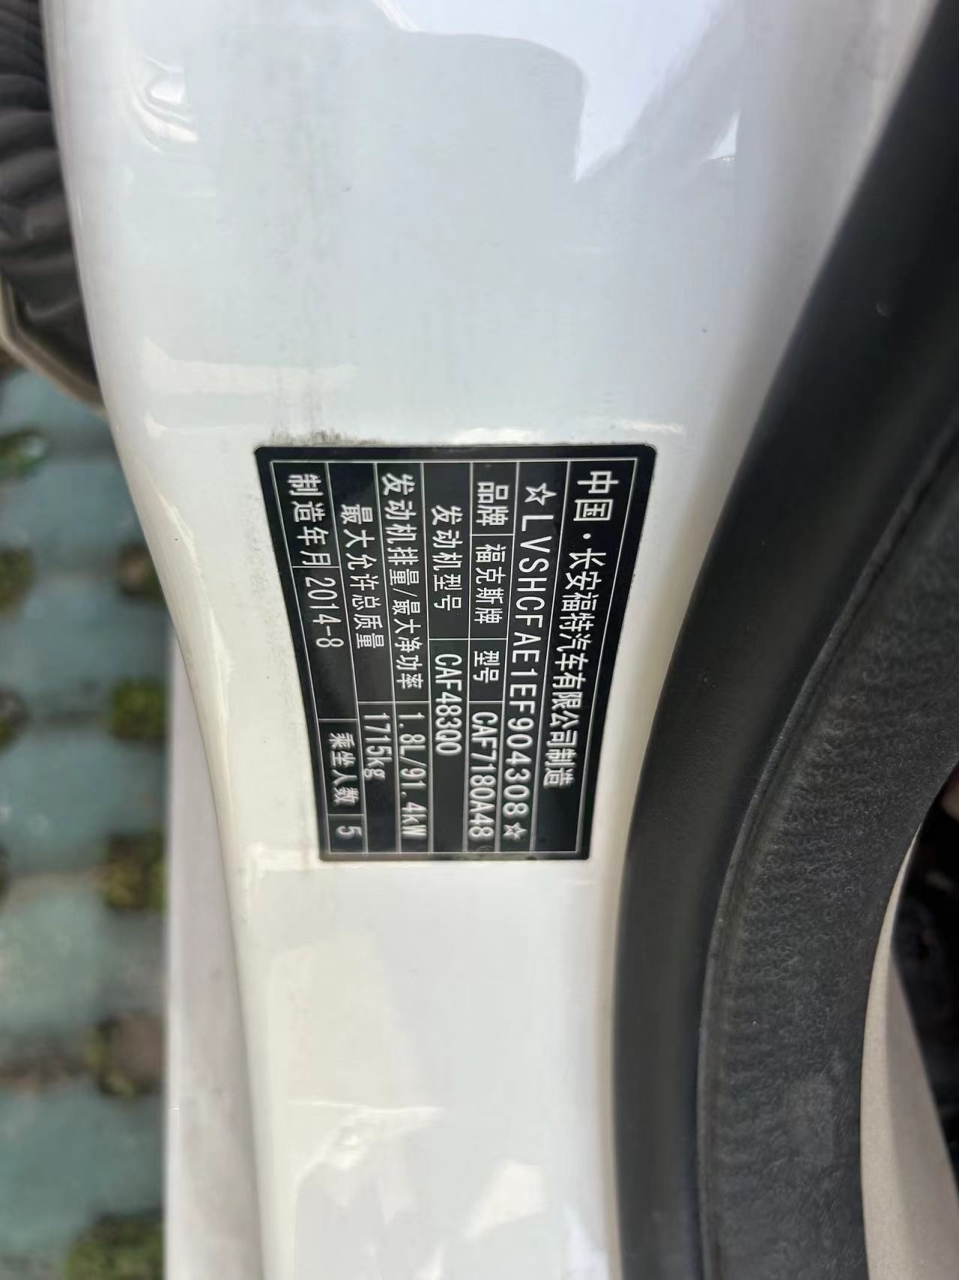 中国·长安福特汽车有限公司制造
☆LVSHCFAE1EF904308☆
品牌 福克斯牌 型号 CAF7180A48
发动机型号 CAF483Q0
发动机排量/最大净功率 1.8L/91.4kW
最大允许总质量 1715kg
制造年月 2014-8 乘坐人数 5